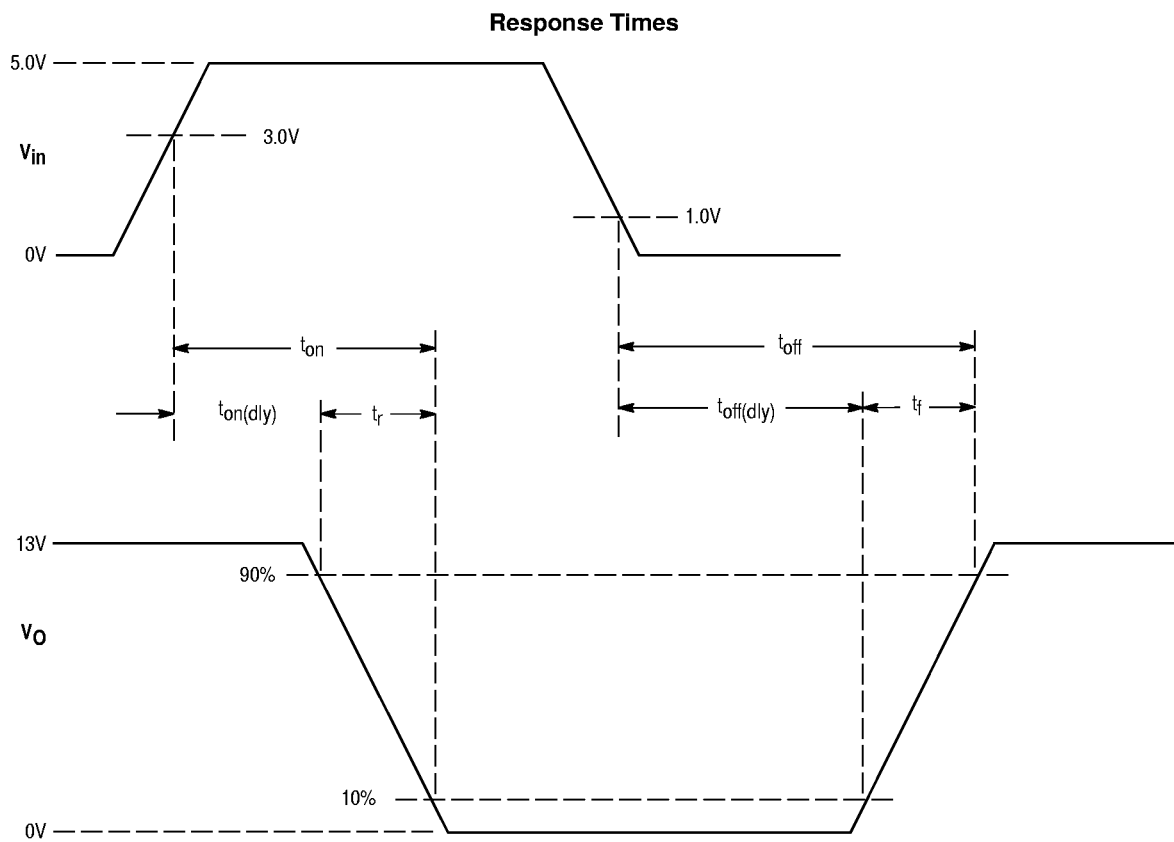 Response Times
5.0V
3.0V
Vin
1.0V
0V
ton
toff
ton(dly)
tr
toff(dly)
tf
13V
90%
VO
10%
0V